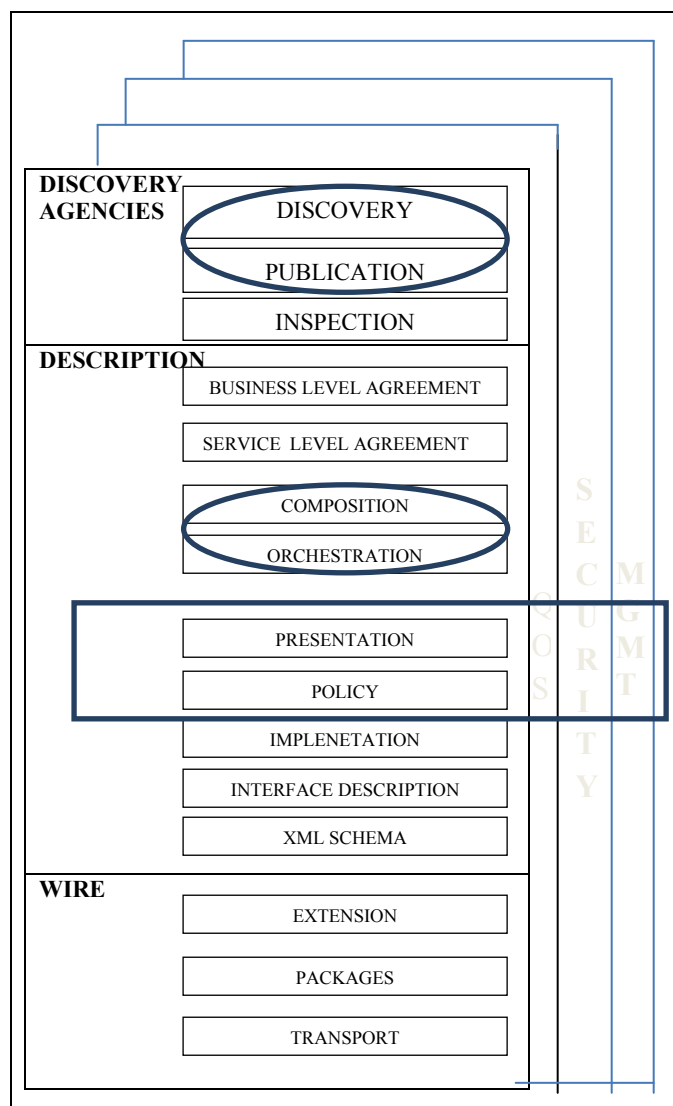 DISCOVERY
AGENCIES
DISCOVERY
PUBLICATION
INSPECTION
DESCRIPTION
BUSINESS LEVEL AGREEMENT
SERVICE LEVEL AGREEMENT
COMPOSITION
ORCHESTRATION
PRESENTATION
POLICY
IMPLENETATION
INTERFACE DESCRIPTION
XML SCHEMA
WIRE
EXTENSION
PACKAGES
TRANSPORT
QOS
SECURITY
MGMT